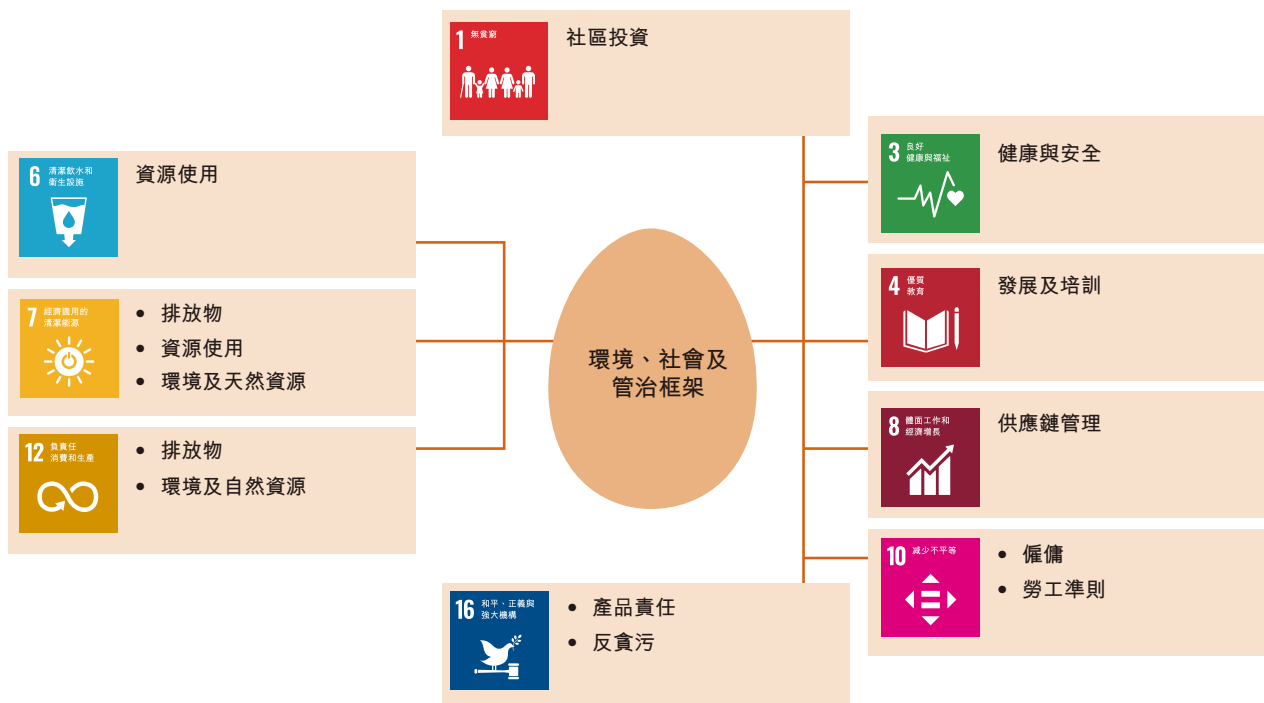 1 無貧窮
社區投資
6 清潔飲水和
衛生設施
資源使用
7 經濟適用的
清潔能源
• 排放物
• 資源使用
• 環境及天然資源
12 負責任
消費和生產
• 排放物
• 環境及自然資源
環境、社會及
管治框架
3 良好
健康與福祉
健康與安全
4 優質
教育
發展及培訓
8 體面工作和
經濟增長
供應鏈管理
10 減少不平等
• 僱傭
• 勞工準則
16 和平、正義與
強大機構
• 產品責任
• 反貪污